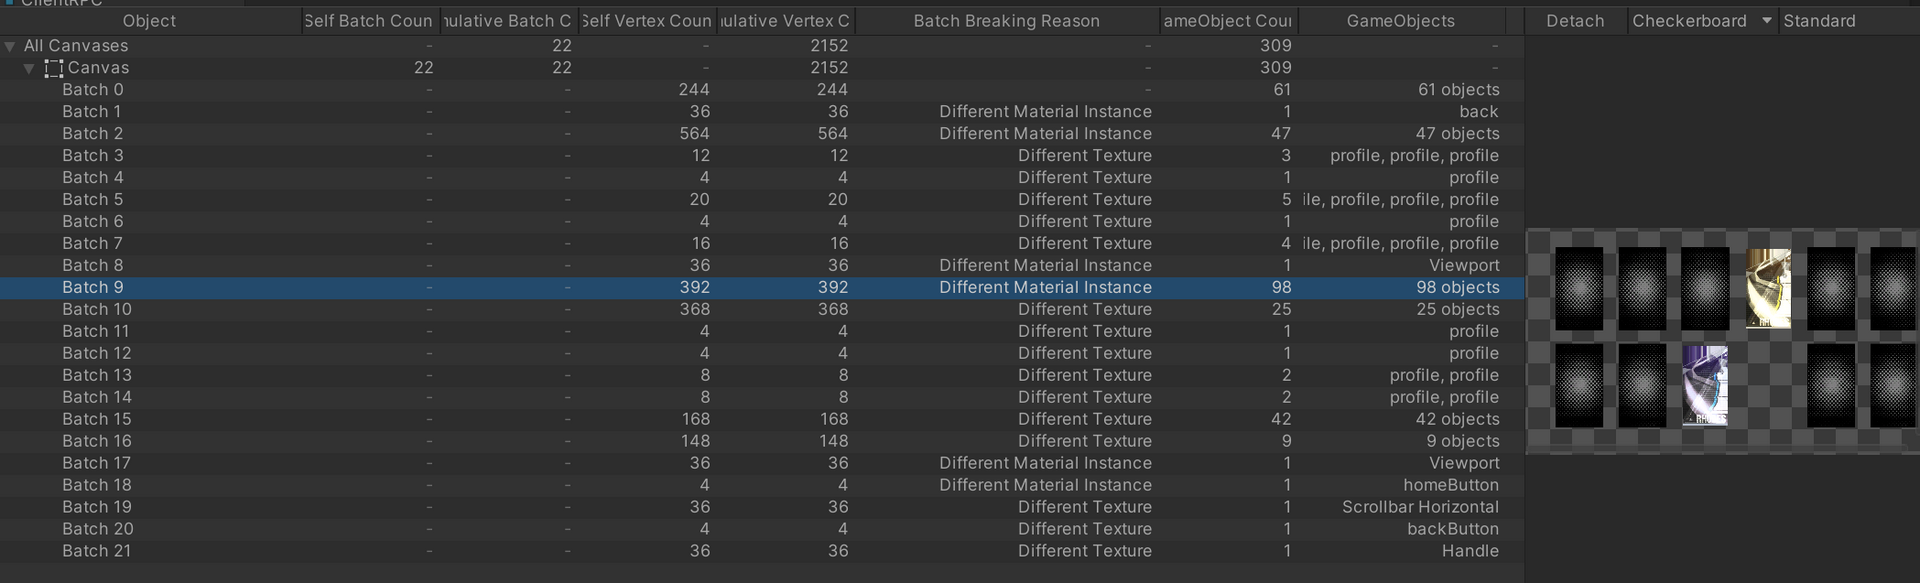 ClientRPC
Object Self Batch Coun nulative Batch C Self Vertex Coun ulative Vertex C Batch Breaking Reason ameObject Cour GameObjects Detach Checkerboard Standard
All Canvases - 22 - 2152 - 309 -
Canvas 22 22 - 2152 - 309 -
Batch 0 - - 244 244 - 61 61 objects
Batch 1 - - 36 36 Different Material Instance 1 back
Batch 2 - - 564 564 Different Material Instance 47 47 objects
Batch 3 - - 12 12 Different Texture 3 profile, profile, profile
Batch 4 - - 4 4 Different Texture 1 profile
Batch 5 - - 20 20 Different Texture 5 ile, profile, profile, profile
Batch 6 - - 4 4 Different Texture 1 profile
Batch 7 - - 16 16 Different Texture 4 ile, profile, profile, profile
Batch 8 - - 36 36 Different Material Instance 1 Viewport
Batch 9 - - 392 392 Different Material Instance 98 98 objects
Batch 10 - - 368 368 Different Texture 25 25 objects
Batch 11 - - 4 4 Different Texture 1 profile
Batch 12 - - 4 4 Different Texture 1 profile
Batch 13 - - 8 8 Different Texture 2 profile, profile
Batch 14 - - 8 8 Different Texture 2 profile, profile
Batch 15 - - 168 168 Different Texture 42 42 objects
Batch 16 - - 148 148 Different Texture 9 9 objects
Batch 17 - - 36 36 Different Material Instance 1 Viewport
Batch 18 - - 4 4 Different Material Instance 1 homeButton
Batch 19 - - 36 36 Different Texture 1 Scrollbar Horizontal
Batch 20 - - 4 4 Different Texture 1 backButton
Batch 21 - - 36 36 Different Texture 1 Handle